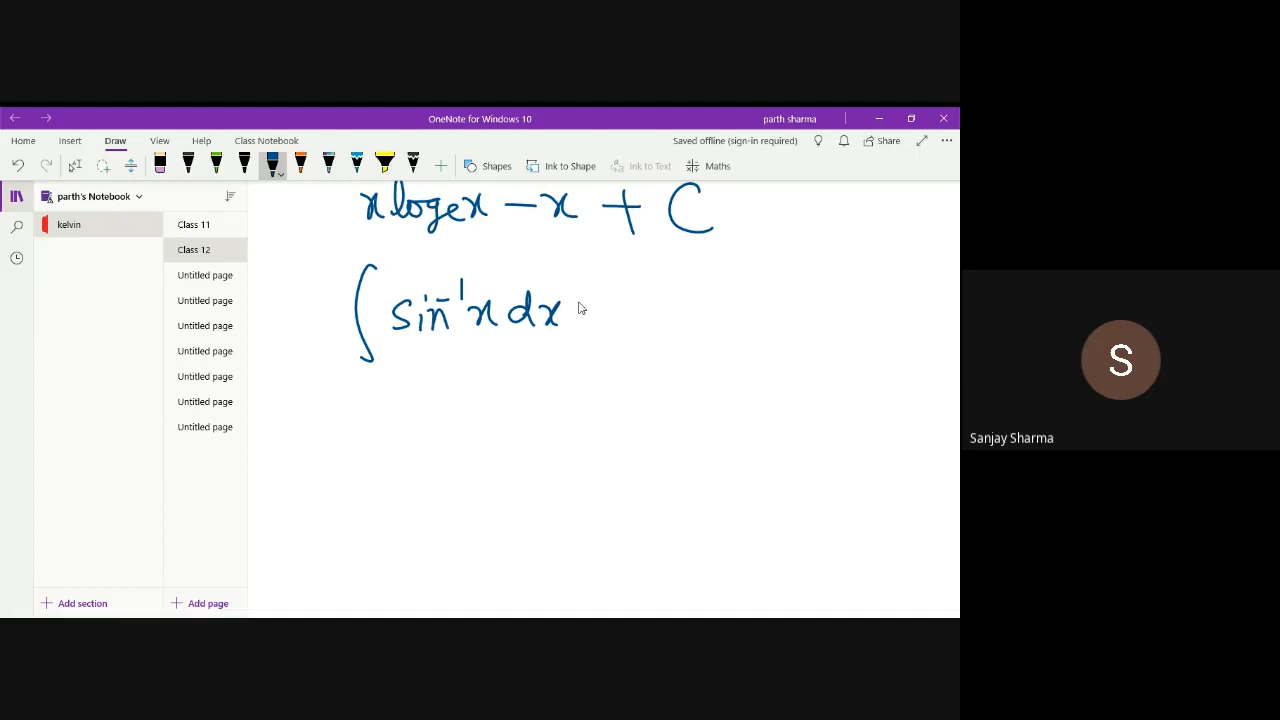 OneNote for Windows 10
parth sharma
Home Insert Draw View Help Class Notebook
Saved offline (sign-in required) Share
Shapes Ink to Shape Ink to Text Maths
parth's Notebook
kelvin
Class 11
Class 12
Untitled page
Untitled page
Untitled page
Untitled page
Untitled page
Untitled page
Untitled page
Add section
Add page
x logₑx − x + C
∫ sin⁻¹x dx
S
Sanjay Sharma